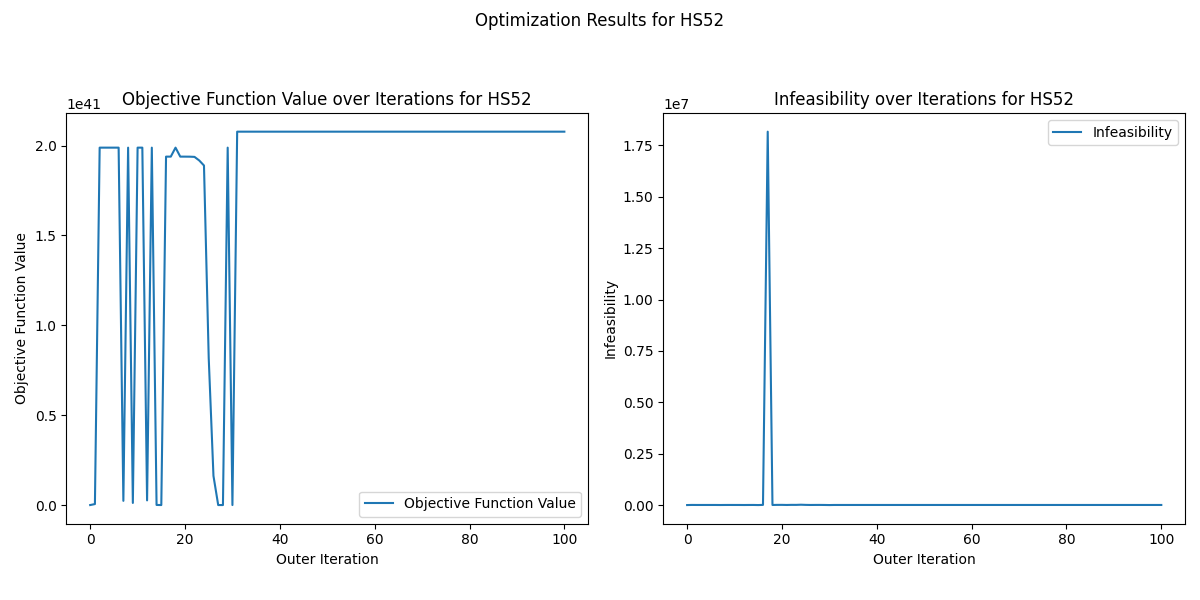 Optimization Results for HS52
Objective Function Value over Iterations for HS52
1e41
2.0
1.5
1.0
0.5
0.0
Objective Function Value
0 20 40 60 80 100
Outer Iteration
Objective Function Value
Infeasibility over Iterations for HS52
1e7
1.75
1.50
1.25
1.00
0.75
0.50
0.25
0.00
Infeasibility
0 20 40 60 80 100
Outer Iteration
Infeasibility